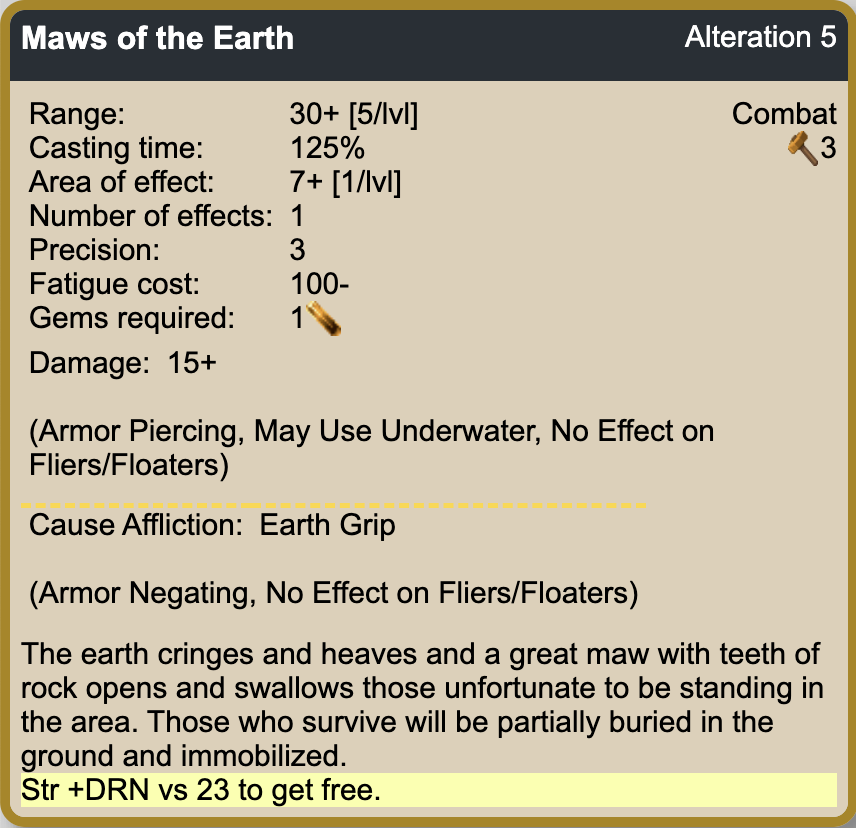 Maws of the Earth Alteration 5
Range: 30+ [5/lvl] Combat
Casting time: 125% 3
Area of effect: 7+ [1/lvl]
Number of effects: 1
Precision: 3
Fatigue cost: 100-
Gems required: 1
Damage: 15+
(Armor Piercing, May Use Underwater, No Effect on
Fliers/Floaters)
Cause Affliction: Earth Grip
(Armor Negating, No Effect on Fliers/Floaters)
The earth cringes and heaves and a great maw with teeth of
rock opens and swallows those unfortunate to be standing in
the area. Those who survive will be partially buried in the
ground and immobilized.
Str +DRN vs 23 to get free.